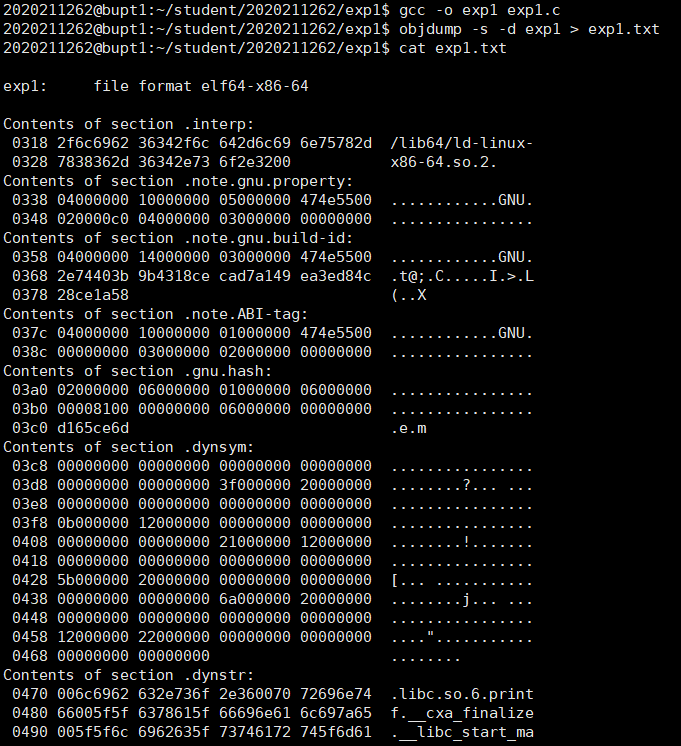 2020211262@bupt1:~/student/2020211262/exp1$ gcc -o exp1 exp1.c
2020211262@bupt1:~/student/2020211262/exp1$ objdump -s -d exp1 > exp1.txt
2020211262@bupt1:~/student/2020211262/exp1$ cat exp1.txt

exp1:     file format elf64-x86-64

Contents of section .interp:
 0318 2f6c6962 36342f6c 642d6c69 6e75782d  /lib64/ld-linux-
 0328 7838362d 36342e73 6f2e3200           x86-64.so.2.
Contents of section .note.gnu.property:
 0338 04000000 10000000 05000000 474e5500  ............GNU.
 0348 020000c0 04000000 03000000 00000000  ................
Contents of section .note.gnu.build-id:
 0358 04000000 14000000 03000000 474e5500  ............GNU.
 0368 2e74403b 9b4318ce cad7a149 ea3ed84c  .t@;.C.....I.>.L
 0378 28ce1a58                             (..X
Contents of section .note.ABI-tag:
 037c 04000000 10000000 01000000 474e5500  ............GNU.
 038c 00000000 03000000 02000000 00000000  ................
Contents of section .gnu.hash:
 03a0 02000000 06000000 01000000 06000000  ................
 03b0 00008100 00000000 06000000 00000000  ................
 03c0 d165ce6d                             .e.m
Contents of section .dynsym:
 03c8 00000000 00000000 00000000 00000000  ................
 03d8 00000000 00000000 3f000000 20000000  ........?... ...
 03e8 00000000 00000000 00000000 00000000  ................
 03f8 0b000000 12000000 00000000 00000000  ................
 0408 00000000 00000000 21000000 12000000  ........!.......
 0418 00000000 00000000 00000000 00000000  ................
 0428 5b000000 20000000 00000000 00000000  [... ...........
 0438 00000000 00000000 6a000000 20000000  ........j... ...
 0448 00000000 00000000 00000000 00000000  ................
 0458 12000000 22000000 00000000 00000000  ...."...........
 0468 00000000 00000000                    ........
Contents of section .dynstr:
 0470 006c6962 632e736f 2e360070 72696e74  .libc.so.6.print
 0480 66005f5f 6378615f 66696e61 6c697a65  f.__cxa_finalize
 0490 005f5f6c 6962635f 73746172 745f6d61  .__libc_start_ma